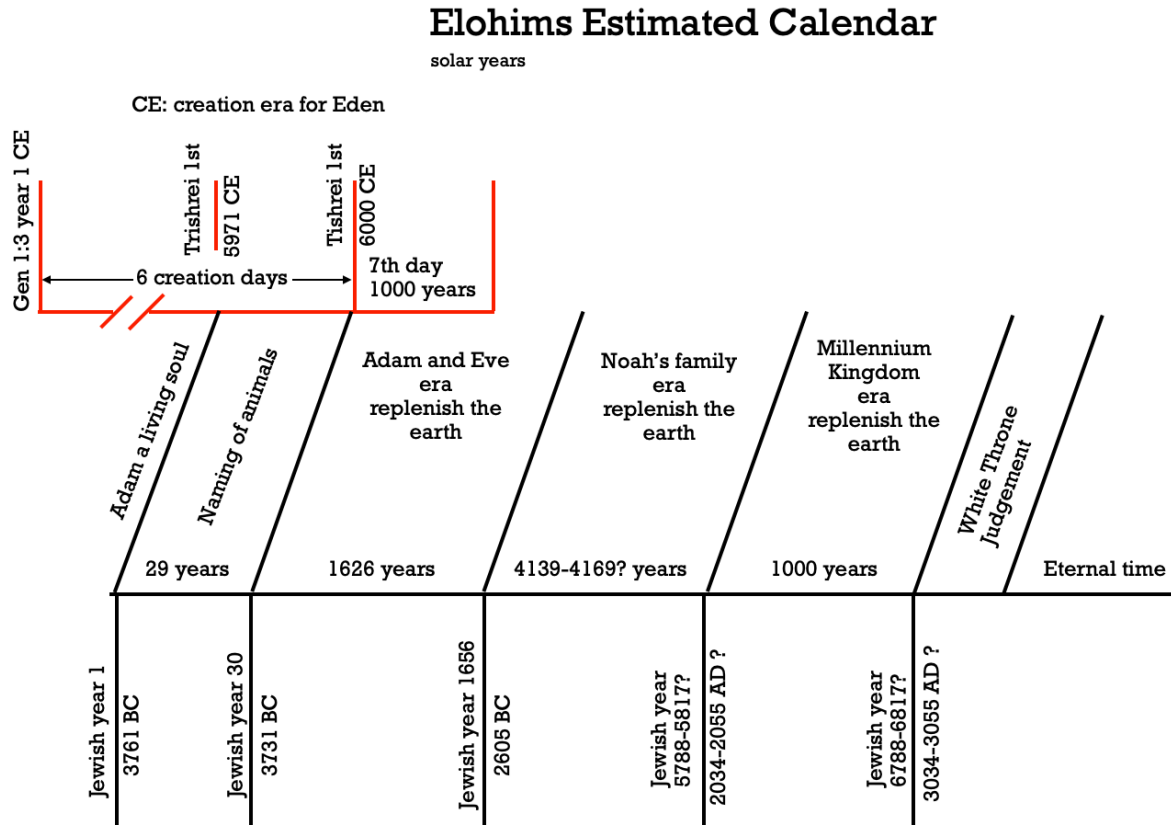 Elohims Estimated Calendar
solar years
CE: creation era for Eden
Gen 1:3 year 1 CE
Trishrei 1st
5971 CE
Tishrei 1st
6000 CE
6 creation days
7th day
1000 years
Adam a living soul
Naming of animals
Adam and Eve
era
replenish the
earth
Noah's family
era
replenish the
earth
Millennium
Kingdom
era
replenish the
earth
White Throne
Judgement
29 years
1626 years
4139-4169? years
1000 years
Eternal time
Jewish year 1
3761 BC
Jewish year 30
3731 BC
Jewish year 1656
2605 BC
Jewish year
5788-5817?
2034-2055 AD ?
Jewish year
6788-6817?
3034-3055 AD ?